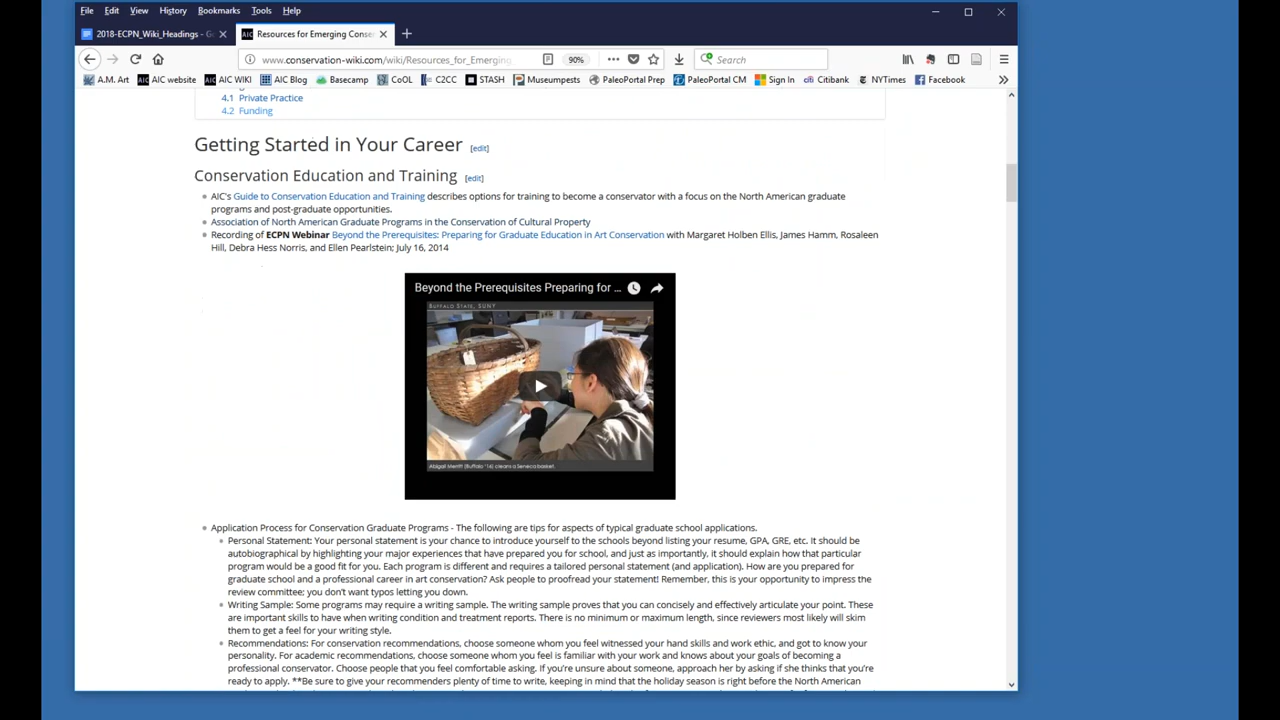 File Edit View History Bookmarks Tools Help
2018-ECPN_Wiki_Headings - G
Resources for Emerging Conser
www.conservation-wiki.com/wiki/Resources_for_Emerging_
90%
Search
A.M. Art AIC website AIC WIKI AIC Blog Basecamp CoOL C2CC STASH Museumpests PaleoPortal Prep PaleoPortal CM Sign In Citibank NYTimes Facebook
4.1 Private Practice
4.2 Funding
Getting Started in Your Career [edit]
Conservation Education and Training [edit]
AIC's Guide to Conservation Education and Training describes options for training to become a conservator with a focus on the North American graduate
programs and post-graduate opportunities.
Association of North American Graduate Programs in the Conservation of Cultural Property
Recording of ECPN Webinar Beyond the Prerequisites: Preparing for Graduate Education in Art Conservation with Margaret Holben Ellis, James Hamm, Rosaleen
Hill, Debra Hess Norris, and Ellen Pearlstein; July 16, 2014
Beyond the Prerequisites Preparing for ...
BUFFALO STATE, SUNY
Abigail Merritt (Buffalo '16) cleans a Seneca basket.
Application Process for Conservation Graduate Programs - The following are tips for aspects of typical graduate school applications.
Personal Statement: Your personal statement is your chance to introduce yourself to the schools beyond listing your resume, GPA, GRE, etc. It should be
autobiographical by highlighting your major experiences that have prepared you for school, and just as importantly, it should explain how that particular
program would be a good fit for you. Each program is different and requires a tailored personal statement (and application). How are you prepared for
graduate school and a professional career in art conservation? Ask people to proofread your statement! Remember, this is your opportunity to impress the
review committee; you don't want typos letting you down.
Writing Sample: Some programs may require a writing sample. The writing sample proves that you can concisely and effectively articulate your point. These
are important skills to have when writing condition and treatment reports. There is no minimum or maximum length, since reviewers most likely will skim
them to get a feel for your writing style.
Recommendations: For conservation recommendations, choose someone whom you feel witnessed your hand skills and work ethic, and got to know your
personality. For academic recommendations, choose someone whom you feel is familiar with your work and knows about your goals of becoming a
professional conservator. Choose people that you feel comfortable asking. If you're unsure about someone, approach her by asking if she thinks that you're
ready to apply. **Be sure to give your recommenders plenty of time to write, keeping in mind that the holiday season is right before the North American